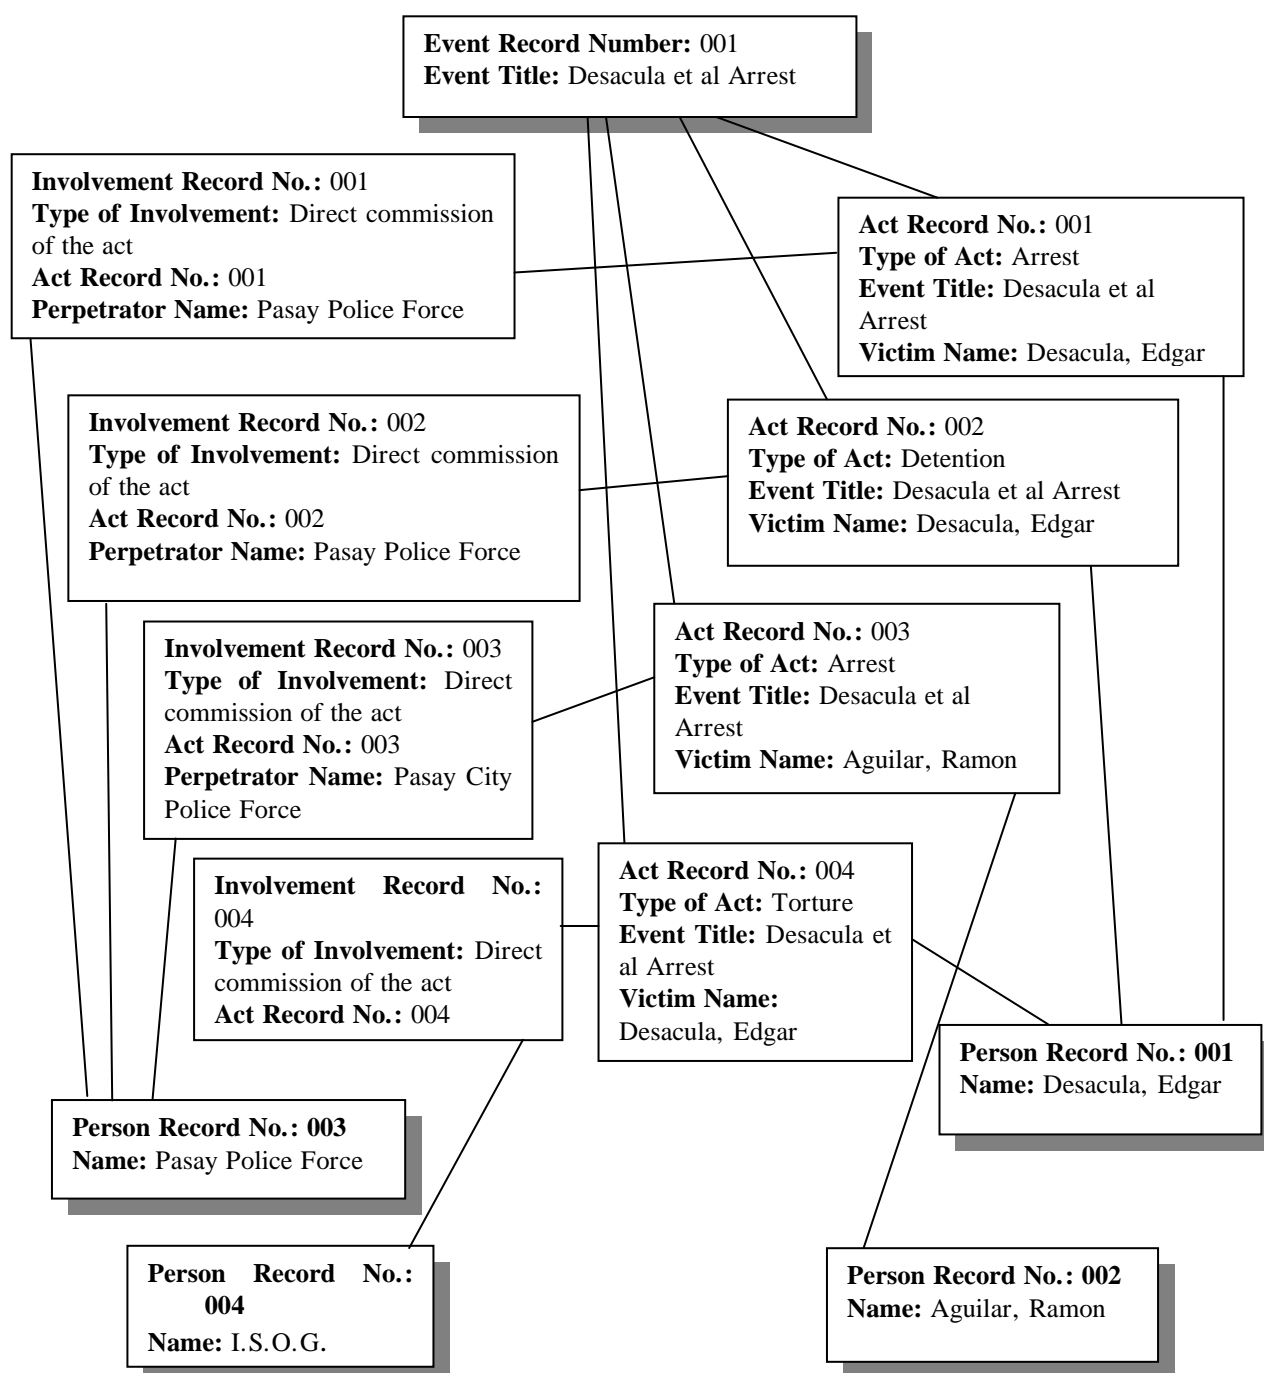 Event Record Number: 001
Event Title: Desacula et al Arrest
Involvement Record No.: 001
Type of Involvement: Direct commission
of the act
Act Record No.: 001
Perpetrator Name: Pasay Police Force
Act Record No.: 001
Type of Act: Arrest
Event Title: Desacula et al
Arrest
Victim Name: Desacula, Edgar
Involvement Record No.: 002
Type of Involvement: Direct commission
of the act
Act Record No.: 002
Perpetrator Name: Pasay Police Force
Act Record No.: 002
Type of Act: Detention
Event Title: Desacula et al Arrest
Victim Name: Desacula, Edgar
Involvement Record No.: 003
Type of Involvement: Direct
commission of the act
Act Record No.: 003
Perpetrator Name: Pasay City
Police Force
Act Record No.: 003
Type of Act: Arrest
Event Title: Desacula et al
Arrest
Victim Name: Aguilar, Ramon
Involvement Record No.:
004
Type of Involvement: Direct
commission of the act
Act Record No.: 004
Act Record No.: 004
Type of Act: Torture
Event Title: Desacula et
al Arrest
Victim Name:
Desacula, Edgar
Person Record No.: 001
Name: Desacula, Edgar
Person Record No.: 003
Name: Pasay Police Force
Person Record No.:
004
Name: I.S.O.G.
Person Record No.: 002
Name: Aguilar, Ramon